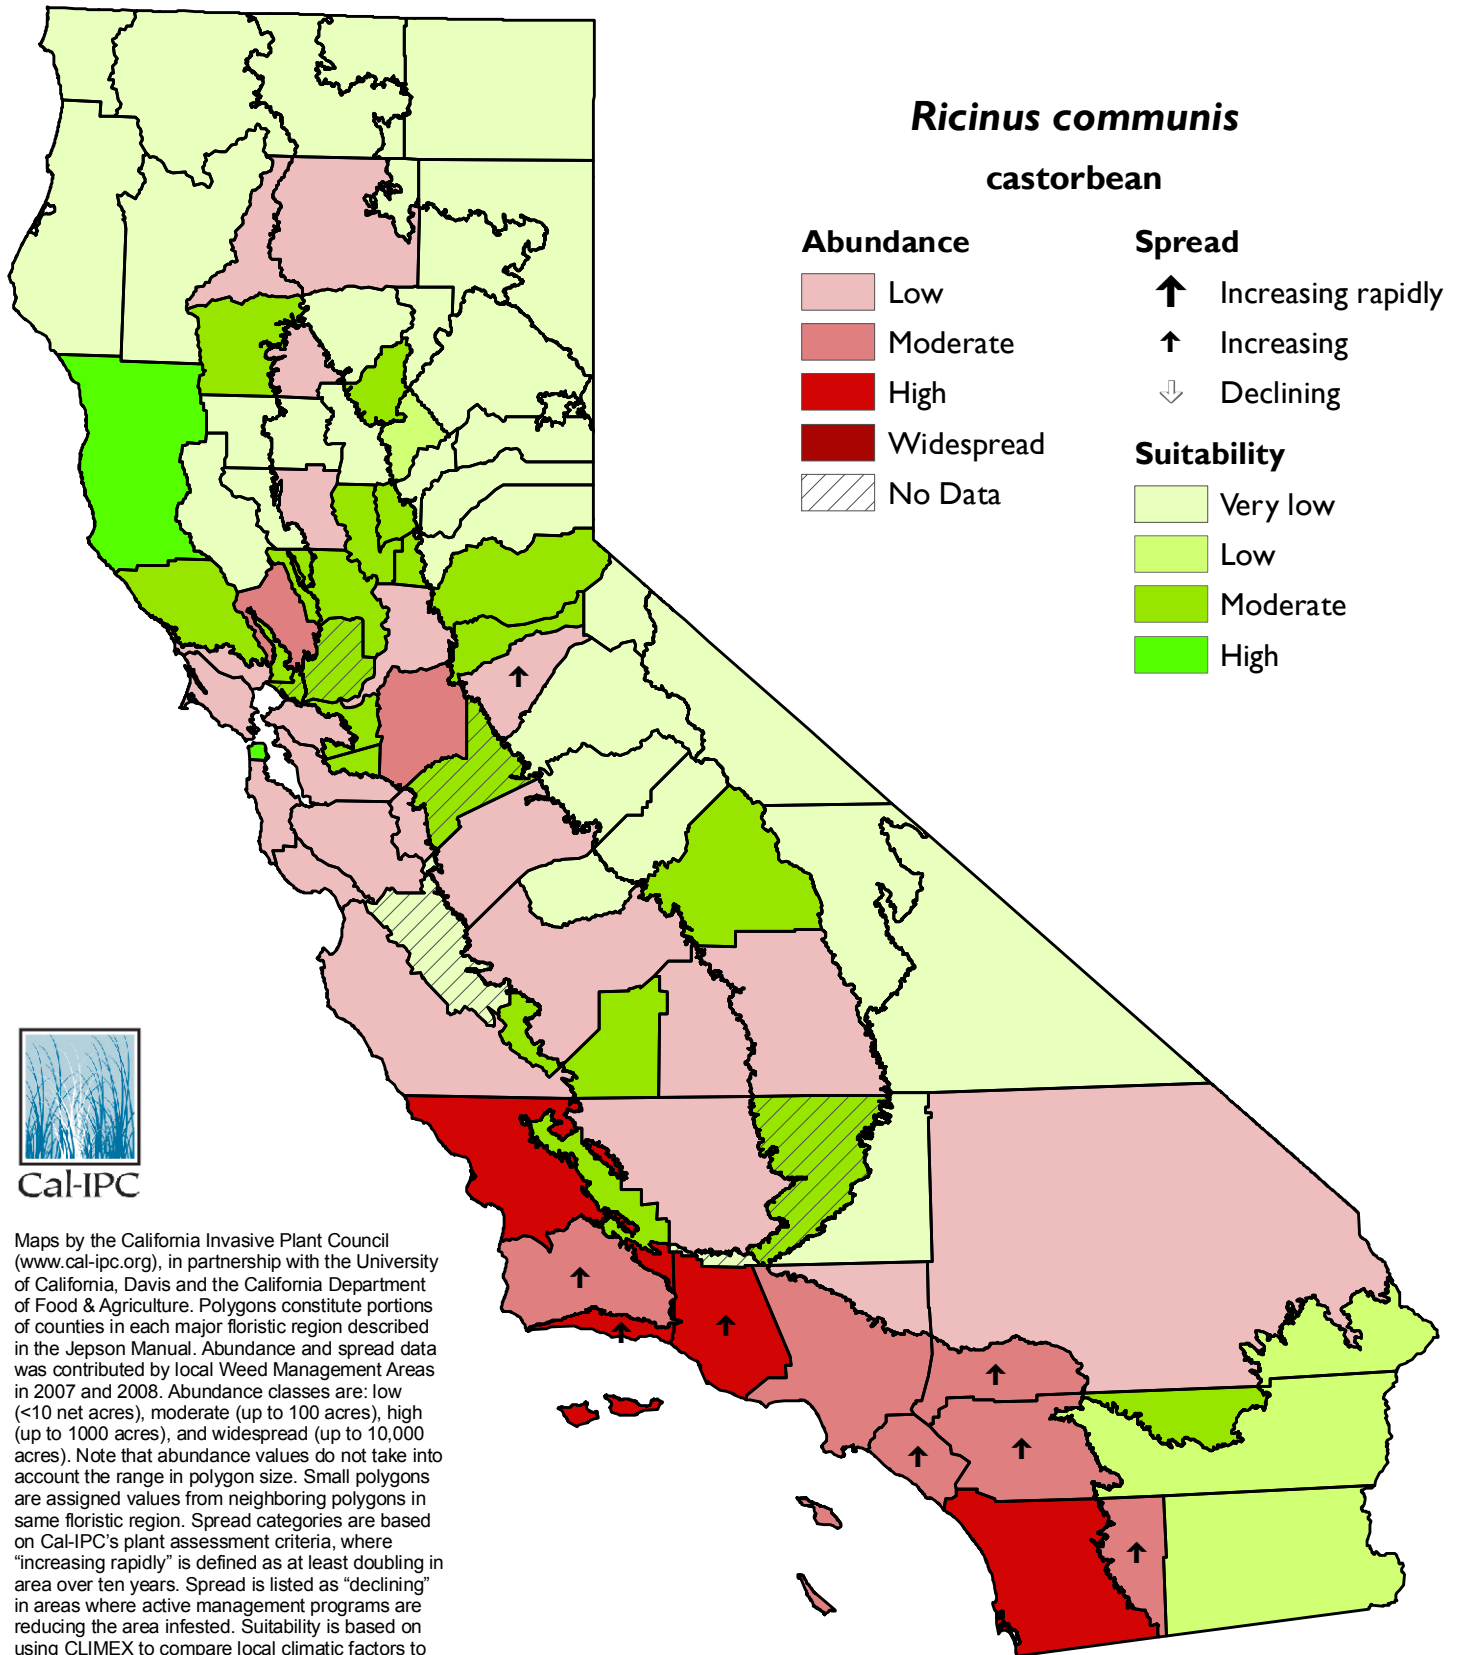 Ricinus communis
castorbean
Abundance
Low
Moderate
High
Widespread
No Data
Spread
Increasing rapidly
Increasing
Declining
Suitability
Very low
Low
Moderate
High
Cal-IPC
Maps by the California Invasive Plant Council
(www.cal-ipc.org), in partnership with the University
of California, Davis and the California Department
of Food & Agriculture. Polygons constitute portions
of counties in each major floristic region described
in the Jepson Manual. Abundance and spread data
was contributed by local Weed Management Areas
in 2007 and 2008. Abundance classes are: low
(<10 net acres), moderate (up to 100 acres), high
(up to 1000 acres), and widespread (up to 10,000
acres). Note that abundance values do not take into
account the range in polygon size. Small polygons
are assigned values from neighboring polygons in
same floristic region. Spread categories are based
on Cal-IPC's plant assessment criteria, where
“increasing rapidly” is defined as at least doubling in
area over ten years. Spread is listed as “declining”
in areas where active management programs are
reducing the area infested. Suitability is based on
using CLIMEX to compare local climatic factors to